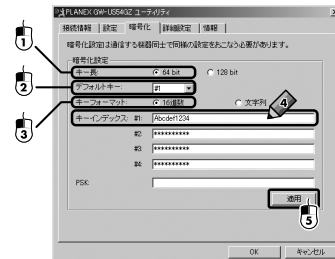 PLANEX GW-US54GZ ユーティリティ
接続情報 設定 暗号化 詳細設定 情報
暗号化設定は通信する機器同士で同様の設定をおこなう必要があります。
暗号化設定
1 キー長: 64 bit 128 bit
2 デフォルトキー: #1
3 キーフォーマット: 16進数 文字列
4
キーインデックス #1: Abcdef1234
#2: **********
#3: **********
#4: **********
PSK:
適用
5
OK キャンセル